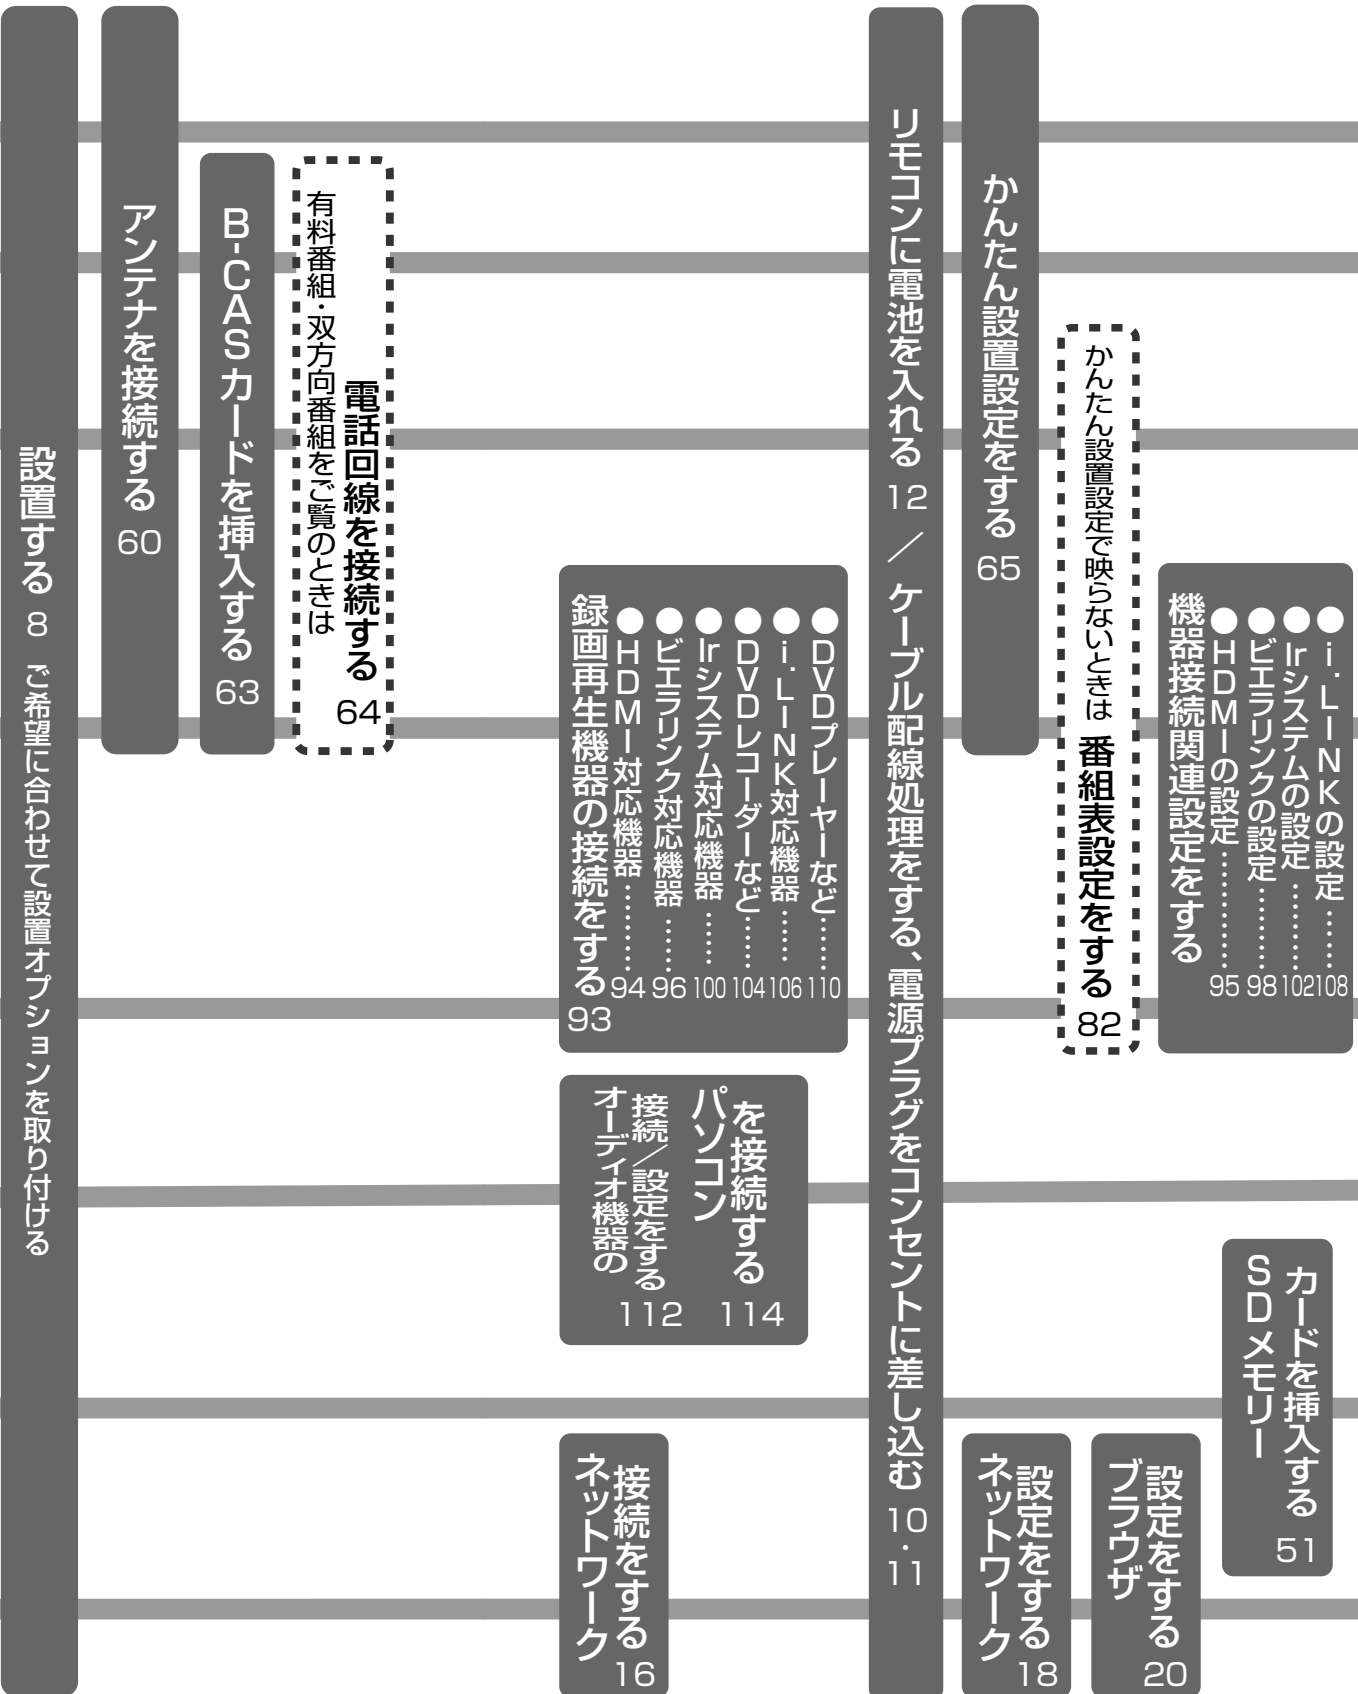 設置する 8 ご希望に合わせて設置オプションを取り付ける
アンテナを接続する 60
B-CASカードを挿入する 63
有料番組・双方向番組をご覧のときは
電話回線を接続する 64
録画再生機器の接続をする 93
●HDMI対応機器………… 94
●ビエラリンク対応機器 …… 96
●Irシステム対応機器 …… 100
●DVDレコーダーなど…… 104
●i.LINK対応機器…… 106
●DVDプレーヤーなど…… 110
オーディオ機器の
接続／設定をする 112
パソコン
を接続する 114
ネットワーク
接続をする 16
リモコンに電池を入れる 12 ／ ケーブル配線処理をする、電源プラグをコンセントに差し込む 10・11
かんたん設置設定をする 65
かんたん設置設定で映らないときは 番組表設定をする 82
機器接続関連設定をする
●HDMIの設定………… 95
●ビエラリンクの設定……… 98
●Irシステムの設定 ……… 102
●i.LINKの設定…… 108
ネットワーク
設定をする 18
ブラウザ
設定をする 20
SDメモリー
カードを挿入する 51